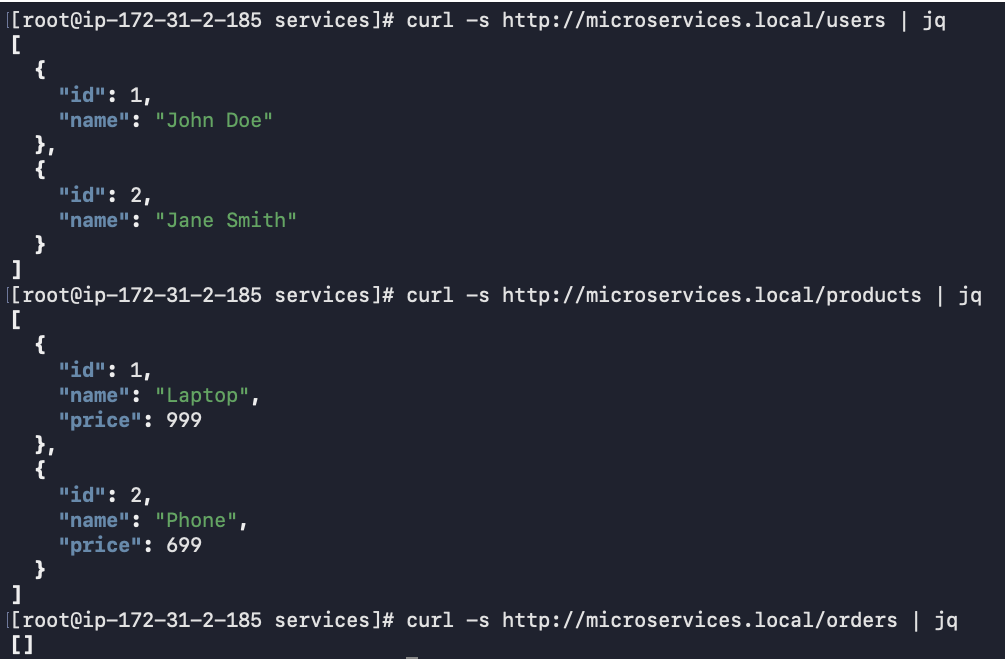 [[root@ip-172-31-2-185 services]# curl -s http://microservices.local/users | jq
[
  {
    "id": 1,
    "name": "John Doe"
  },
  {
    "id": 2,
    "name": "Jane Smith"
  }
]
[[root@ip-172-31-2-185 services]# curl -s http://microservices.local/products | jq
[
  {
    "id": 1,
    "name": "Laptop",
    "price": 999
  },
  {
    "id": 2,
    "name": "Phone",
    "price": 699
  }
]
[[root@ip-172-31-2-185 services]# curl -s http://microservices.local/orders | jq
[]